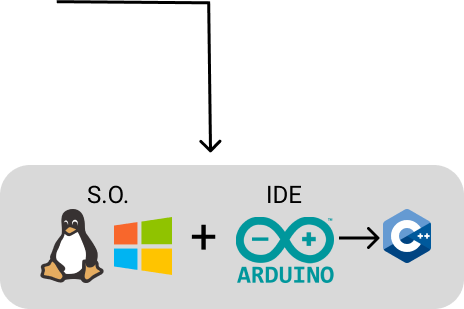 S.O.
IDE
+
ARDUINO
C++